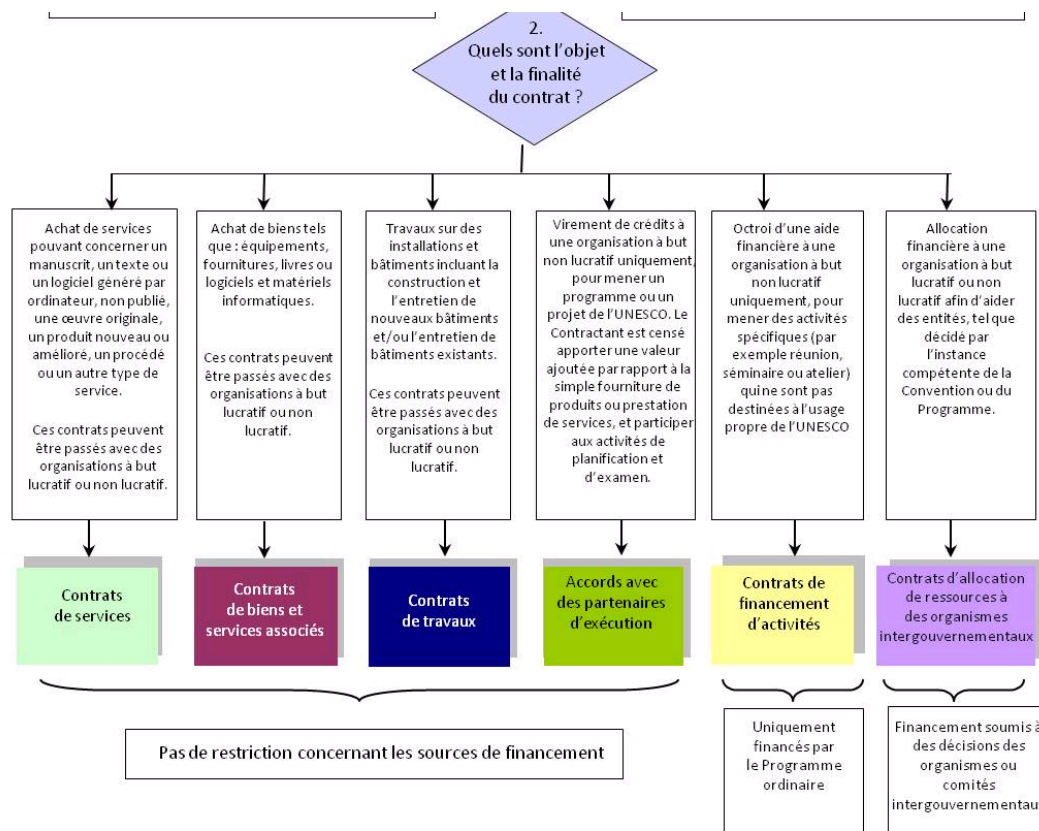 2.
Quels sont l’objet
et la finalité
du contrat ?
Achat de services
pouvant concerner un
manuscrit, un texte ou
un logiciel généré par
ordinateur, non publié,
une œuvre originale,
un produit nouveau ou
amélioré, un procédé
ou un autre type de
service.
Ces contrats peuvent
être passés avec des
organisations à but
lucratif ou non lucratif.
Achat de biens tels
que : équipements,
fournitures, livres ou
logiciels et matériels
informatiques.
Ces contrats peuvent
être passés avec des
organisations à but
lucratif ou non
lucratif.
Travaux sur des
installations et
bâtiments incluant la
construction et
l’entretien de
nouveaux bâtiments
et/ou l’entretien de
bâtiments existants.
Ces contrats peuvent
être passés avec des
organisations à but
lucratif ou non
lucratif.
Virement de crédits à
une organisation à but
non lucratif uniquement,
pour mener un
programme ou un
projet de l’UNESCO. Le
Contractant est censé
apporter une valeur
ajoutée par rapport à la
simple fourniture de
produits ou prestation
de services, et participer
aux activités de
planification et
d’examen.
Octroi d’une aide
financière à une
organisation à but
non lucratif
uniquement, pour
mener des activités
spécifiques (par
exemple réunion,
séminaire ou atelier)
qui ne sont pas
destinées à l’usage
propre de l’UNESCO
Allocation
financière à une
organisation à but
lucratif ou non
lucratif afin d’aider
des entités, tel que
décidé par
l’instance
compétente de la
Convention ou du
Programme.
Contrats
de services
Contrats
de biens et
services associés
Contrats
de travaux
Accords avec
des partenaires
d’exécution
Contrats de
financement
d’activités
Contrats d’allocation
de ressources à
des organismes
intergouvernementaux
Pas de restriction concernant les sources de financement
Uniquement
financés par
le Programme
ordinaire
Financement soumis à
des décisions des
organismes ou
comités
intergouvernementau